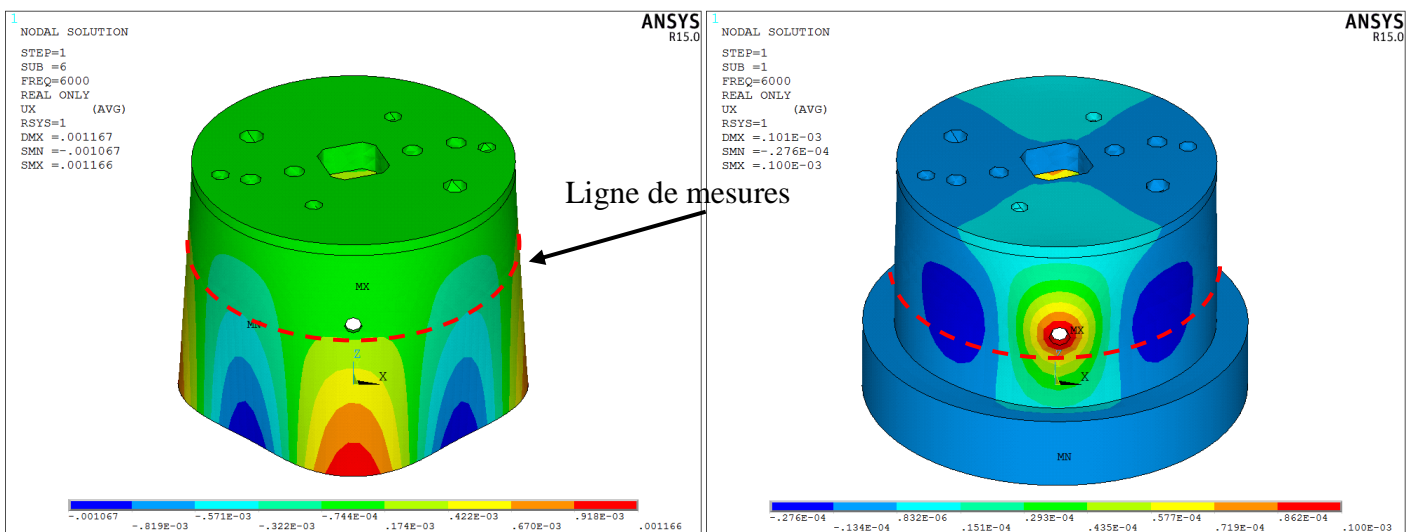 1
ANSYS
R15.0
NODAL SOLUTION
STEP=1
SUB =6
FREQ=6000
REAL ONLY
UX (AVG)
RSYS=1
DMX =.001167
SMN =-.001067
SMX =.001166
MX
MN
Z
X
-.001067 -.571E-03 -.744E-04 .422E-03 .918E-03
-.819E-03 -.322E-03 .174E-03 .670E-03 .001166
Ligne de mesures
1
ANSYS
R15.0
NODAL SOLUTION
STEP=1
SUB =1
FREQ=6000
REAL ONLY
UX (AVG)
RSYS=1
DMX =.101E-03
SMN =-.276E-04
SMX =.100E-03
MX
X
MN
-.276E-04 .832E-06 .293E-04 .577E-04 .862E-04
-.134E-04 .151E-04 .435E-04 .719E-04 .100E-03